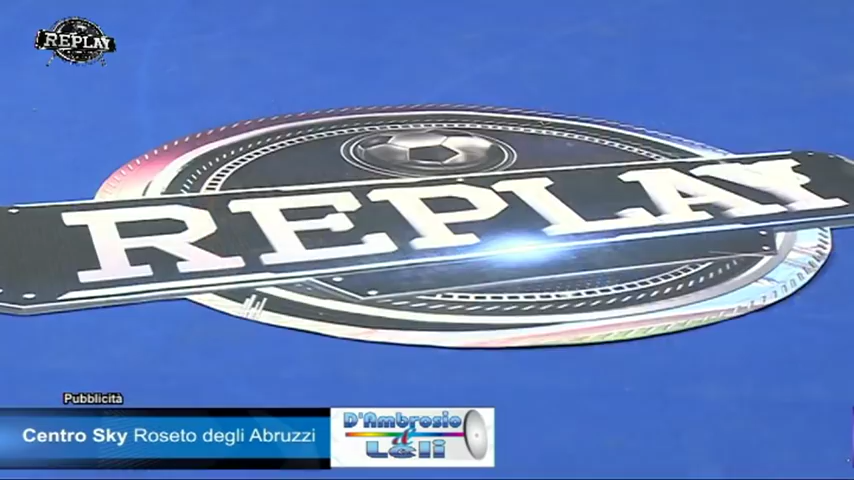 REPLAY
REPLAY
Pubblicità
Centro Sky Roseto degli Abruzzi
D'Ambrosio
& Leli